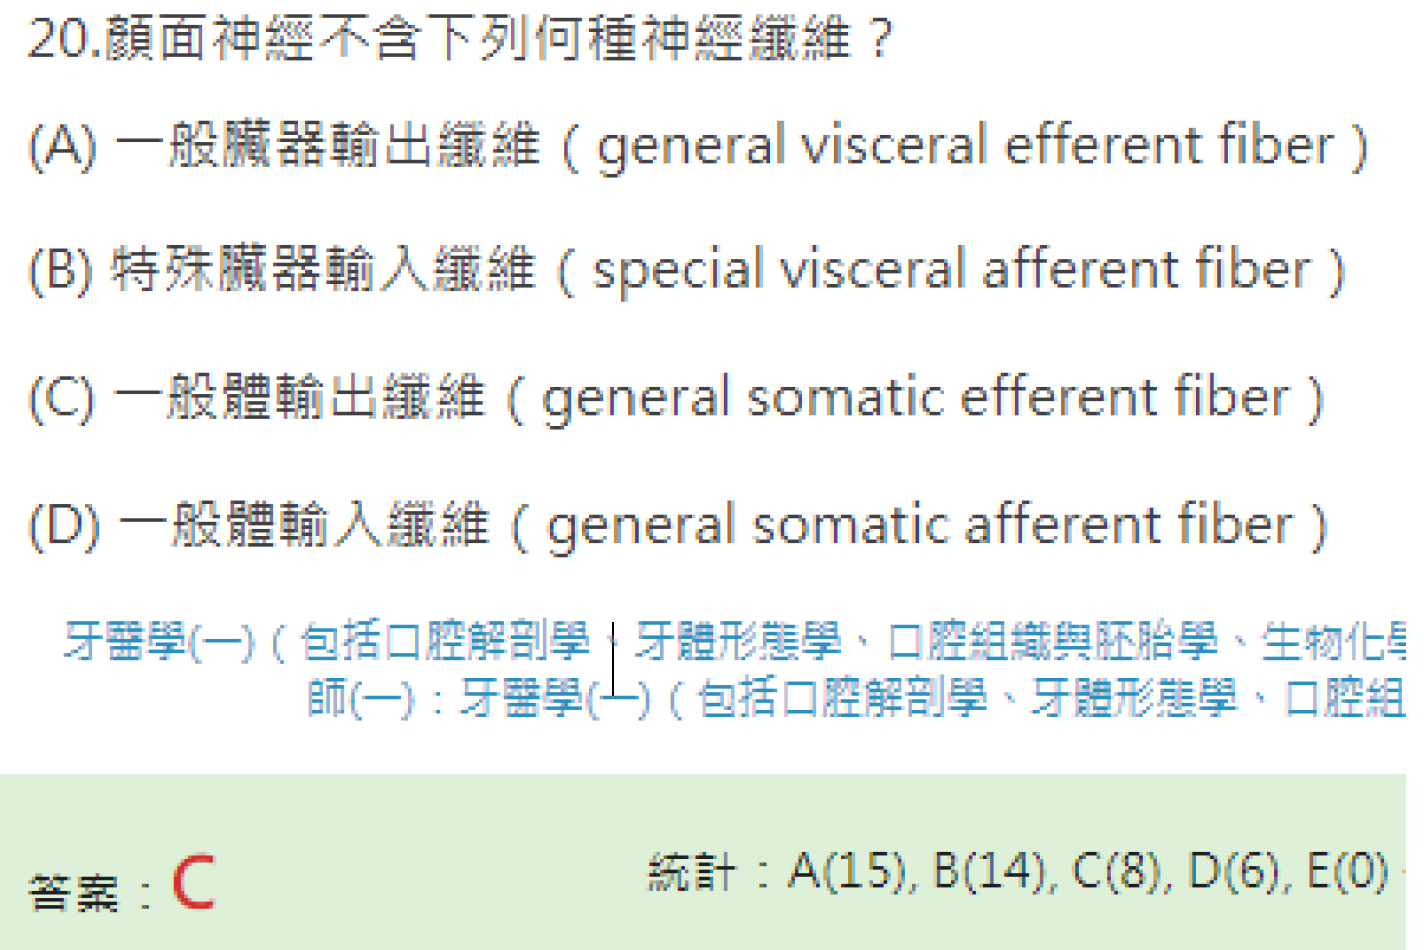 20.顏面神經不含下列何種神經纖維？
(A) 一般臟器輸出纖維（general visceral efferent fiber）
(B) 特殊臟器輸入纖維（special visceral afferent fiber）
(C) 一般體輸出纖維（general somatic efferent fiber）
(D) 一般體輸入纖維（general somatic afferent fiber）
牙醫學(一)（包括口腔解剖學、牙體形態學、口腔組織與胚胎學、生物化學
師(一)：牙醫學(一)（包括口腔解剖學、牙體形態學、口腔組
答案：C
統計：A(15), B(14), C(8), D(6), E(0)